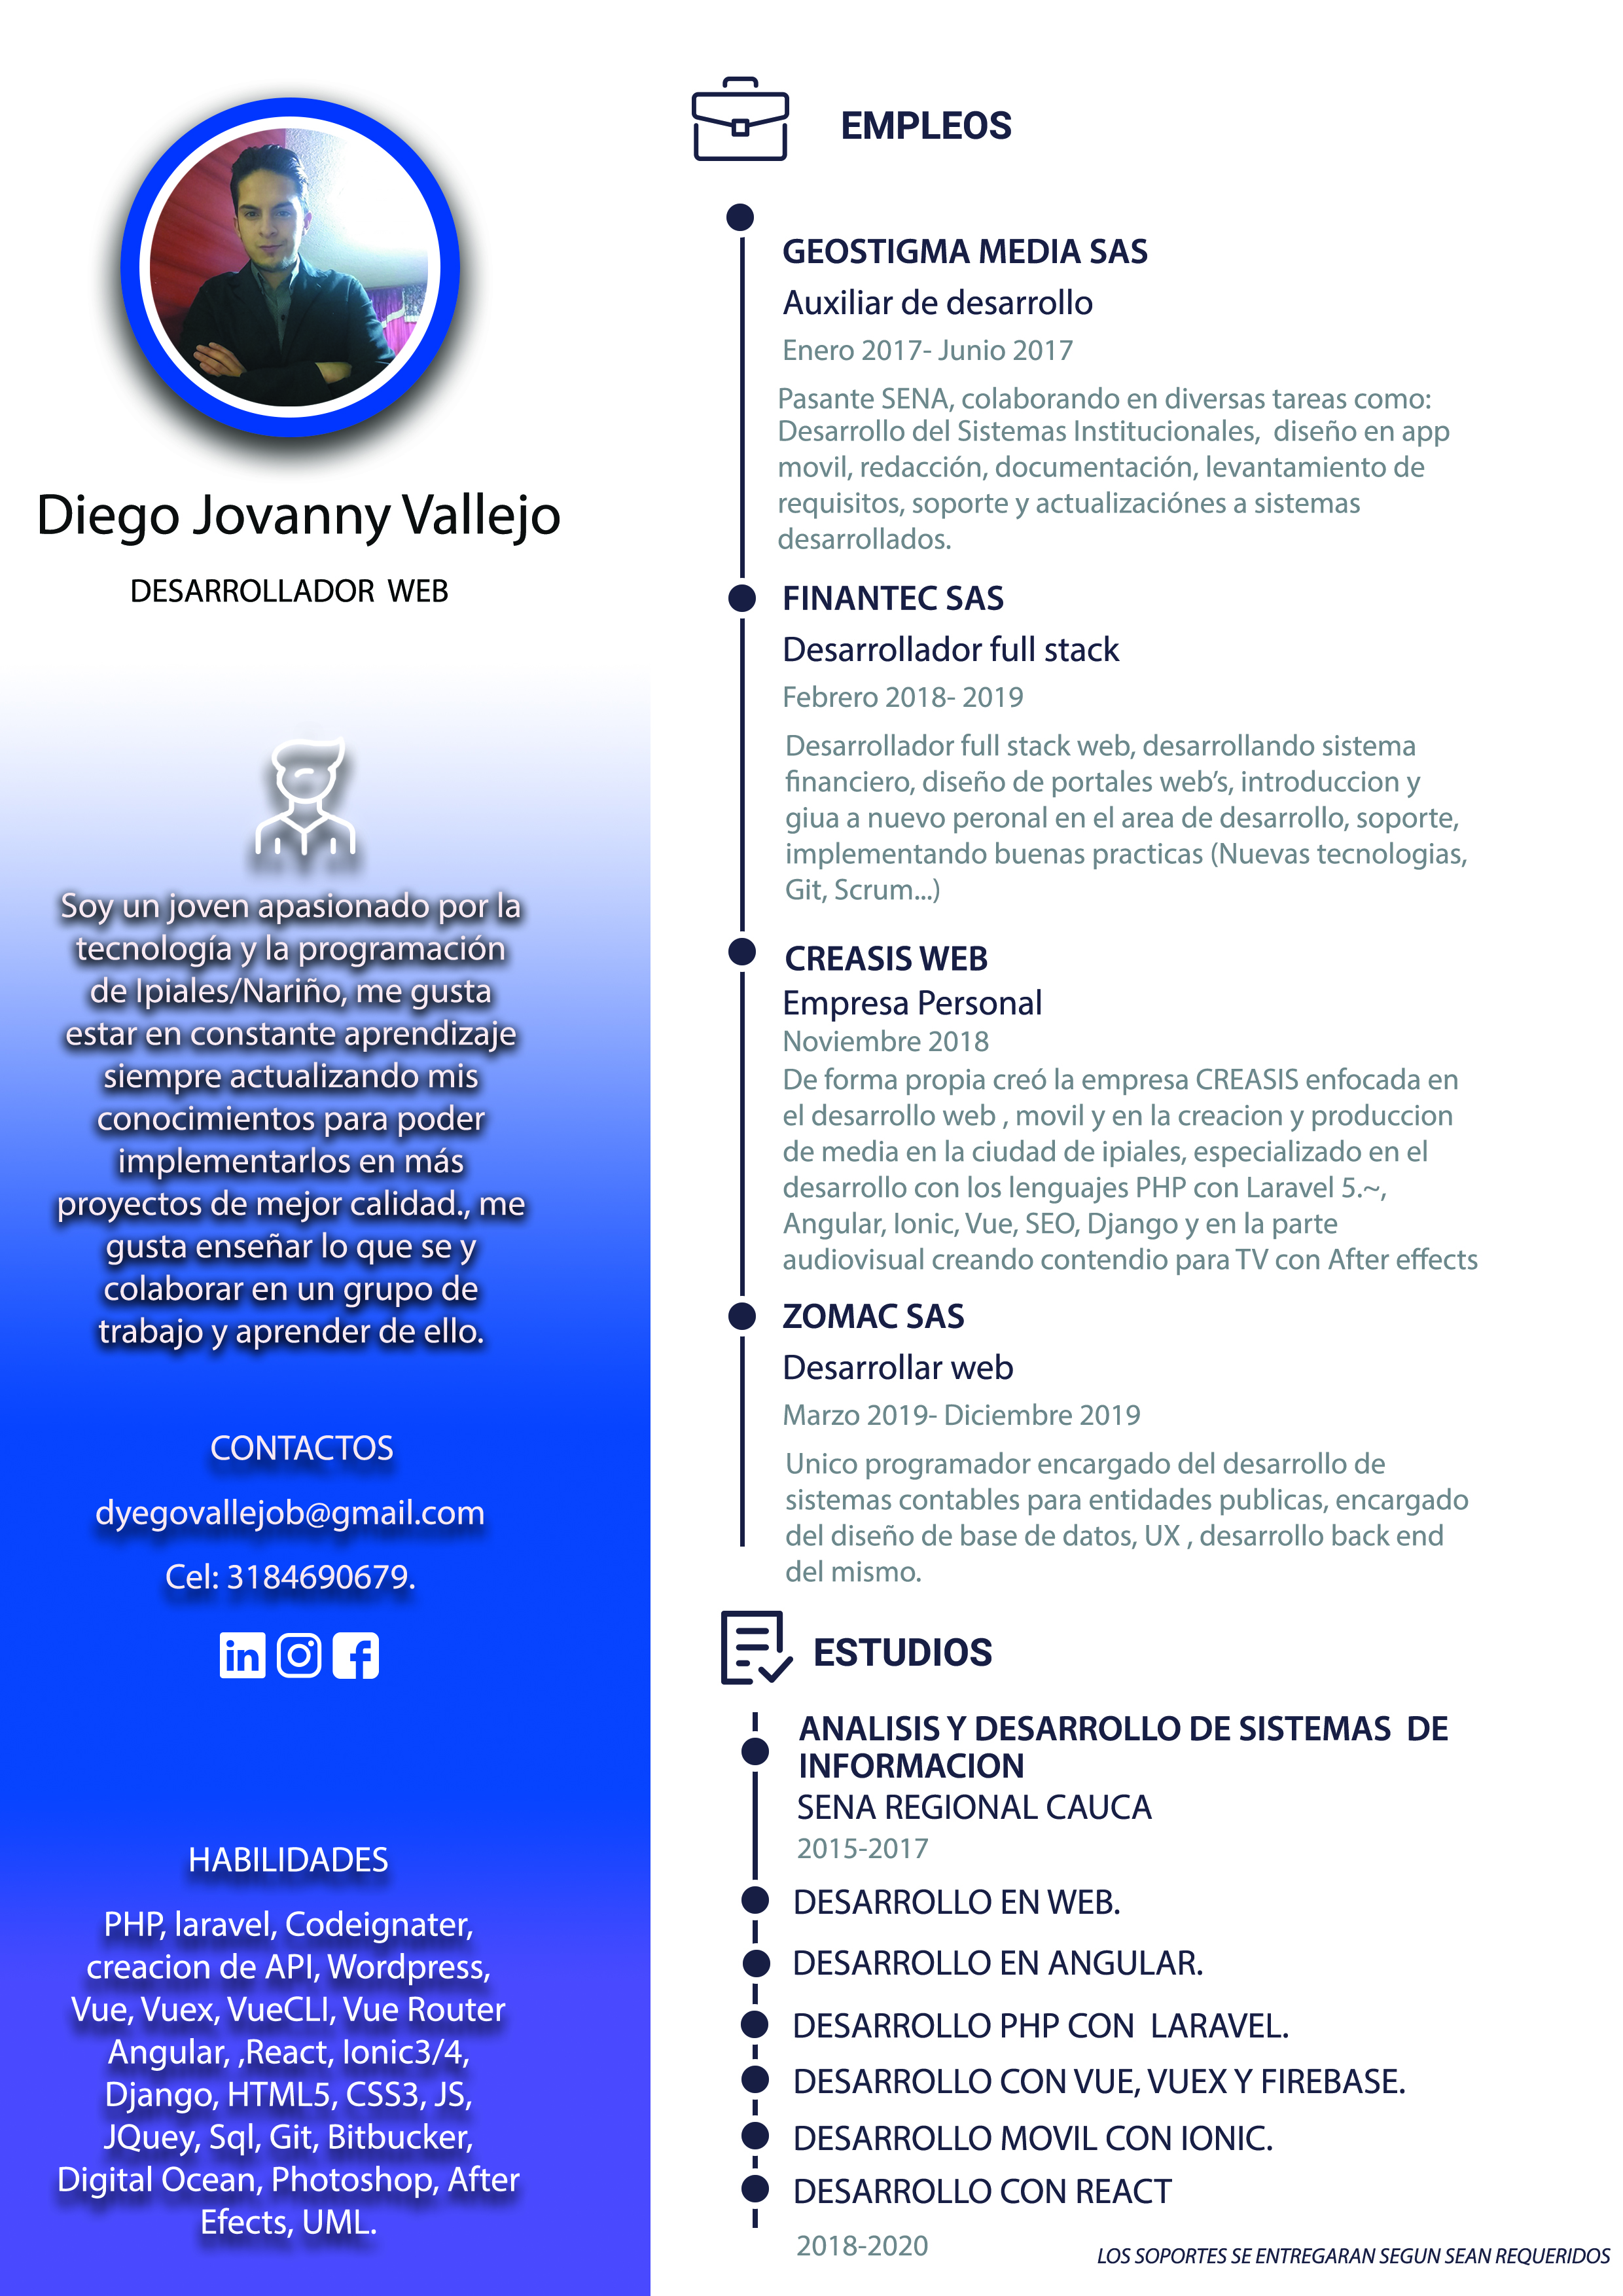 Diego Jovanny Vallejo
DESARROLLADOR WEB
Soy un joven apasionado por la
tecnología y la programación
de Ipiales/Nariño, me gusta
estar en constante aprendizaje
siempre actualizando mis
conocimientos para poder
implementarlos en más
proyectos de mejor calidad., me
gusta enseñar lo que se y
colaborar en un grupo de
trabajo y aprender de ello.
CONTACTOS
dyegovallejob@gmail.com
Cel: 3184690679.
in
f
HABILIDADES
PHP, laravel, Codeignater,
creacion de API, Wordpress,
Vue, Vuex, VueCLI, Vue Router
Angular, ,React, Ionic3/4,
Django, HTML5, CSS3, JS,
JQuey, Sql, Git, Bitbucker,
Digital Ocean, Photoshop, After
Efects, UML.
EMPLEOS
GEOSTIGMA MEDIA SAS
Auxiliar de desarrollo
Enero 2017- Junio 2017
Pasante SENA, colaborando en diversas tareas como:
Desarrollo del Sistemas Institucionales, diseño en app
movil, redacción, documentación, levantamiento de
requisitos, soporte y actualizaciónes a sistemas
desarrollados.
FINANTEC SAS
Desarrollador full stack
Febrero 2018- 2019
Desarrollador full stack web, desarrollando sistema
financiero, diseño de portales web's, introduccion y
giua a nuevo peronal en el area de desarrollo, soporte,
implementando buenas practicas (Nuevas tecnologias,
Git, Scrum...)
CREASIS WEB
Empresa Personal
Noviembre 2018
De forma propia creó la empresa CREASIS enfocada en
el desarrollo web , movil y en la creacion y produccion
de media en la ciudad de ipiales, especializado en el
desarrollo con los lenguajes PHP con Laravel 5.~,
Angular, Ionic, Vue, SEO, Django y en la parte
audiovisual creando contendio para TV con After effects
ZOMAC SAS
Desarrollar web
Marzo 2019- Diciembre 2019
Unico programador encargado del desarrollo de
sistemas contables para entidades publicas, encargado
del diseño de base de datos, UX , desarrollo back end
del mismo.
ESTUDIOS
ANALISIS Y DESARROLLO DE SISTEMAS DE
INFORMACION
SENA REGIONAL CAUCA
2015-2017
DESARROLLO EN WEB.
DESARROLLO EN ANGULAR.
DESARROLLO PHP CON LARAVEL.
DESARROLLO CON VUE, VUEX Y FIREBASE.
DESARROLLO MOVIL CON IONIC.
DESARROLLO CON REACT
2018-2020
LOS SOPORTES SE ENTREGARAN SEGUN SEAN REQUERIDOS